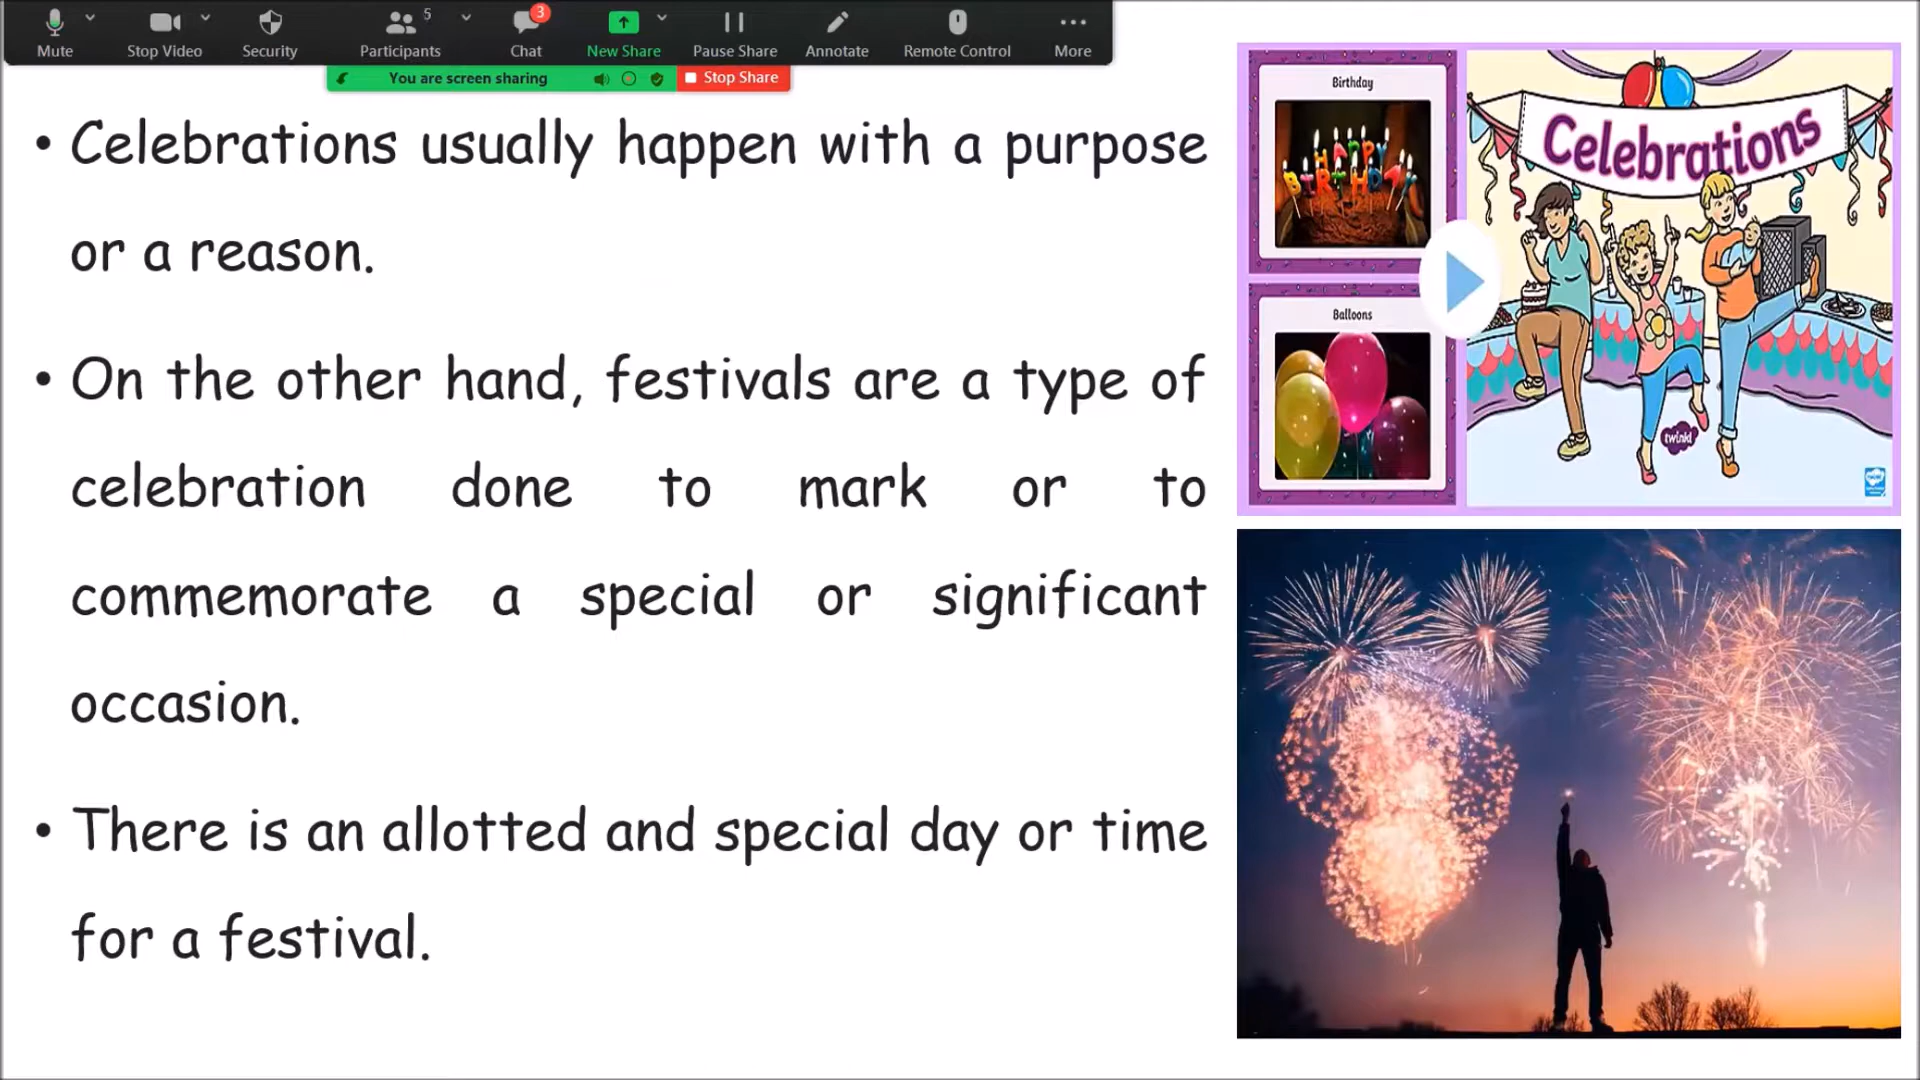 Mute
Stop Video
Security
Participants
5
Chat
3
New Share
Pause Share
Annotate
Remote Control
More
You are screen sharing
Stop Share
• Celebrations usually happen with a purpose
or a reason.
• On the other hand, festivals are a type of
celebration done to mark or to
commemorate a special or significant
occasion.
• There is an allotted and special day or time
for a festival.
Birthday
HAPPY
BIRTHDAY
Balloons
Celebrations
twinkl